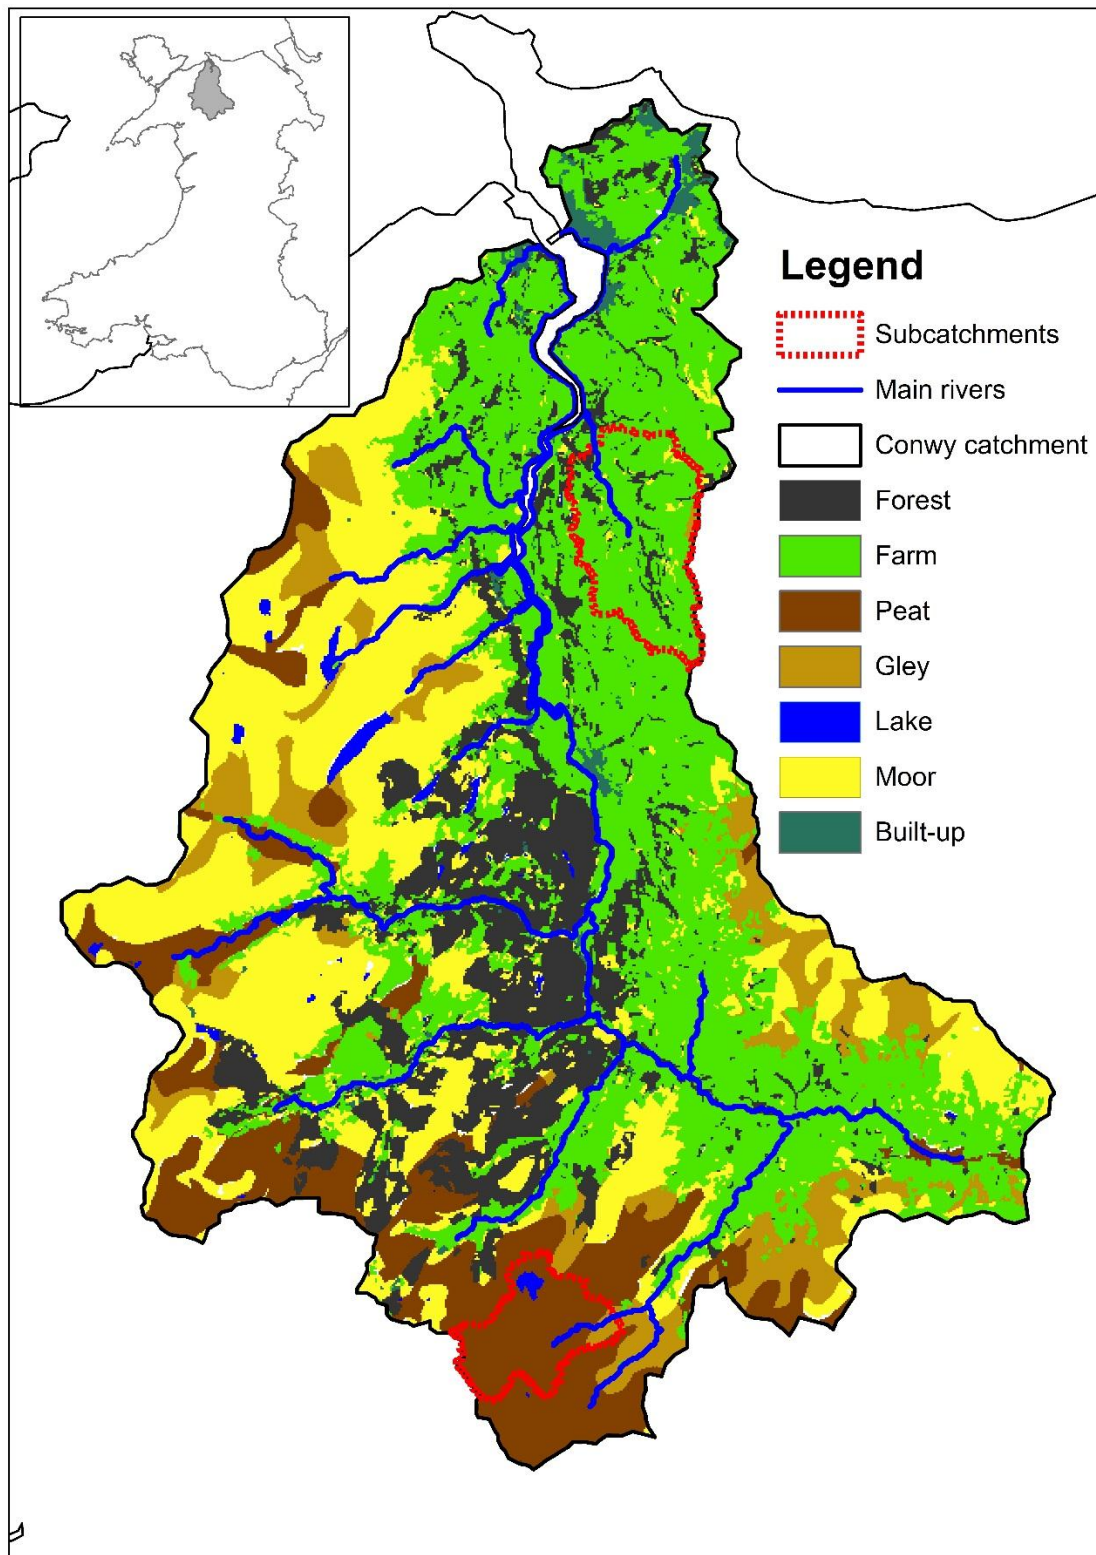 Legend
Subcatchments
Main rivers
Conwy catchment
Forest
Farm
Peat
Gley
Lake
Moor
Built-up